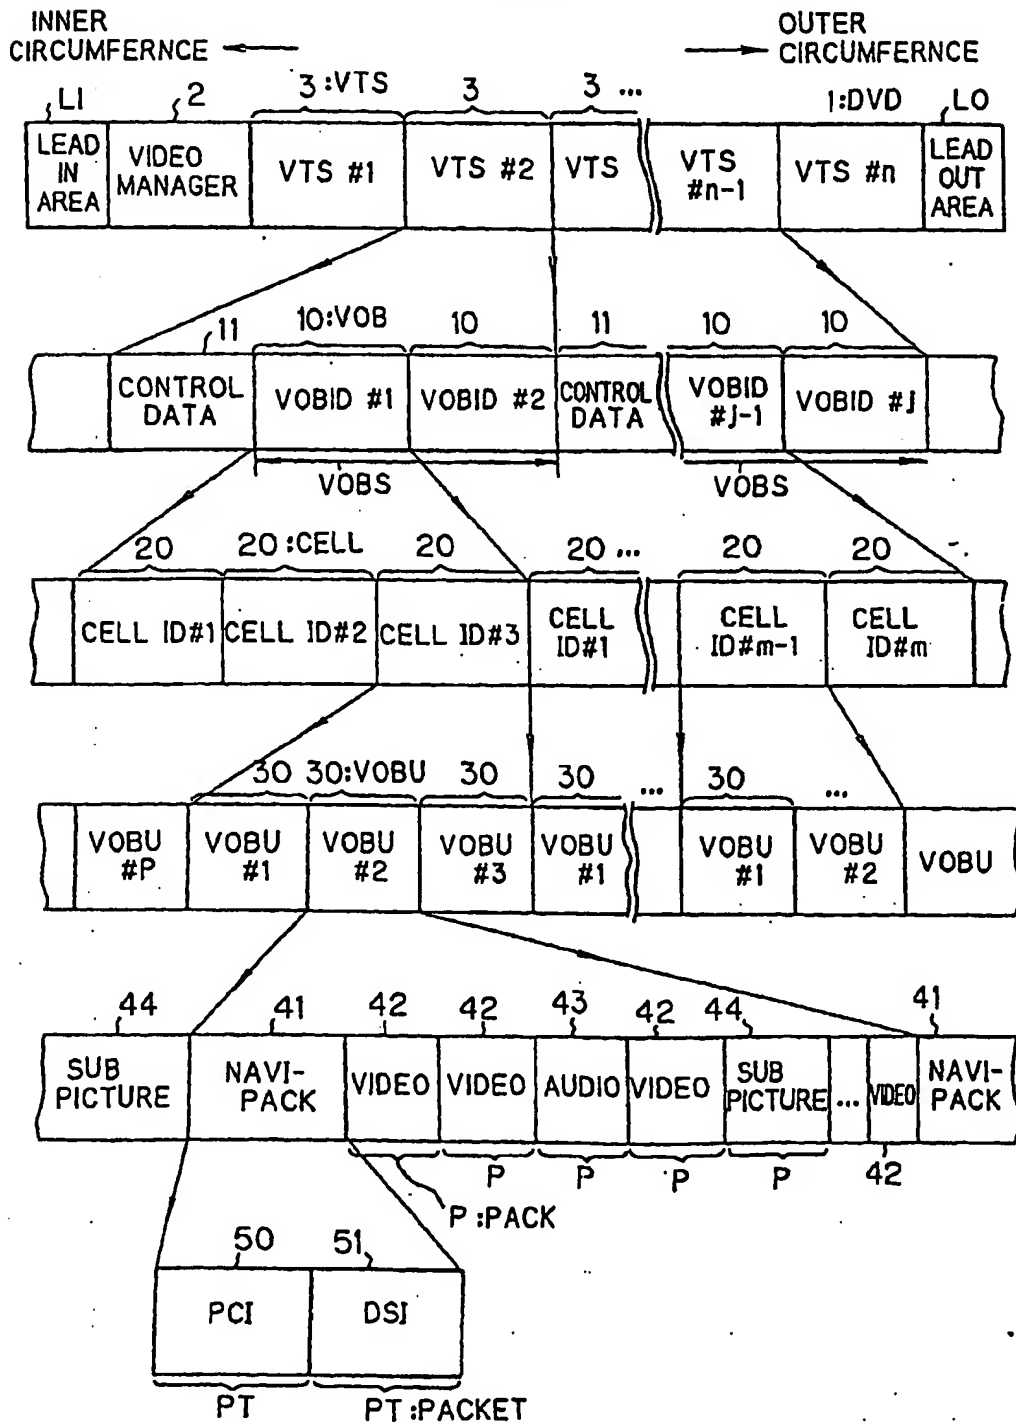 INNER
CIRCUMFERNCE
OUTER
CIRCUMFERNCE
LI
2
3:VTS
3
3 ...
1:DVD
LO
LEAD
IN
AREA
VIDEO
MANAGER
VTS #1
VTS #2
VTS
VTS
#n-1
VTS #n
LEAD
OUT
AREA
11
10:VOB
10
11
10
10
CONTROL
DATA
VOBID #1
VOBID #2
CONTROL
DATA
VOBID
#J-1
VOBID #J
VOBS
VOBS
20
20:CELL
20
20 ...
20
20
CELL ID#1
CELL ID#2
CELL ID#3
CELL
ID#1
CELL
ID#m-1
CELL
ID#m
30
30:VOBU
30
30
...
30
...
VOBU
#P
VOBU
#1
VOBU
#2
VOBU
#3
VOBU
#1
VOBU
#1
VOBU
#2
VOBU
44
41
42
42
43
42
44
41
SUB
PICTURE
NAVI-
PACK
VIDEO
VIDEO
AUDIO
VIDEO
SUB
PICTURE
...
VIDEO
NAVI-
PACK
P
P
P
P
42
P:PACK
50
51
PCI
DSI
PT
PT:PACKET